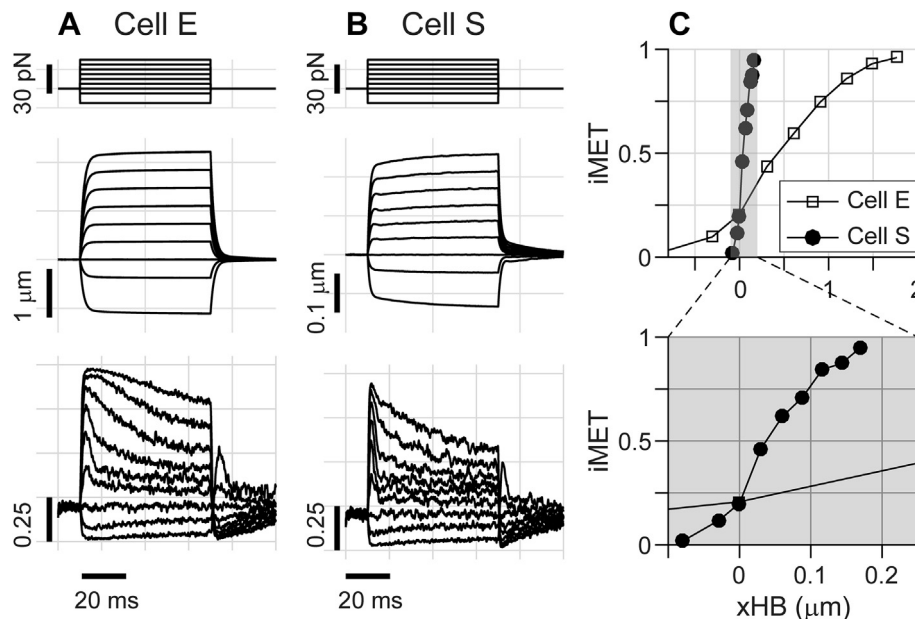 A Cell E
B Cell S
C
30 pN
30 pN
1 μm
0.1 μm
0.25
0.25
20 ms
20 ms
1
0.5
0
iMET
Cell E
Cell S
0
1
2
1
0.5
0
iMET
0
0.1
0.2
xHB (μm)